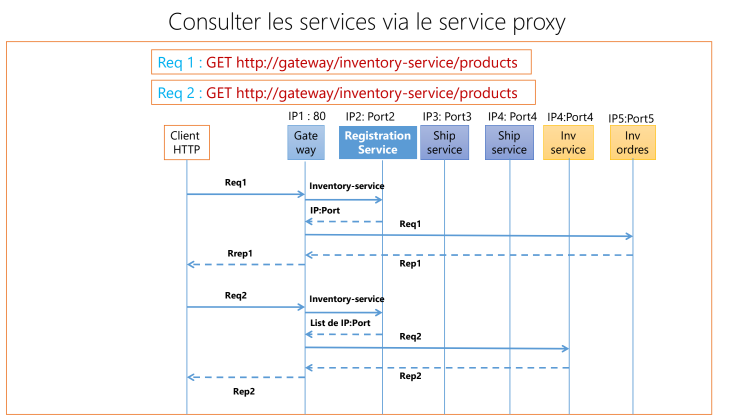 Consulter les services via le service proxy
Req 1 : GET http://gateway/inventory-service/products
Req 2 : GET http://gateway/inventory-service/products
IP1 : 80
IP2: Port2
IP3: Port3
IP4: Port4
IP4:Port4
IP5:Port5
Client
HTTP
Gate
way
Registration
Service
Ship
service
Ship
service
Inv
service
Inv
ordres
Req1
Inventory-service
IP:Port
Req1
Rrep1
Rep1
Req2
Inventory-service
List de IP:Port
Req2
Rep2
Rep2